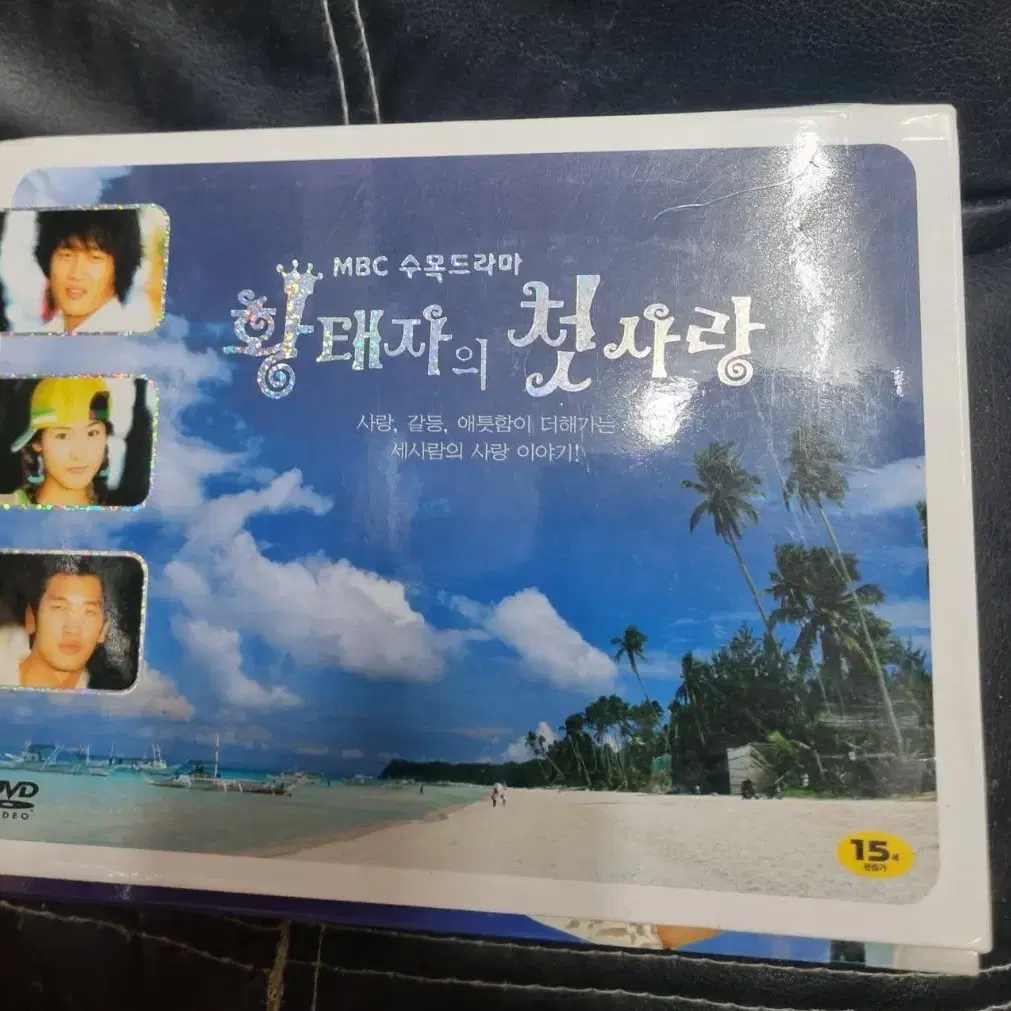 MBC 수목드라마
황태자의 첫사랑
사랑, 갈등, 애틋함이 더해가는
세사람의 사랑 이야기!
15세